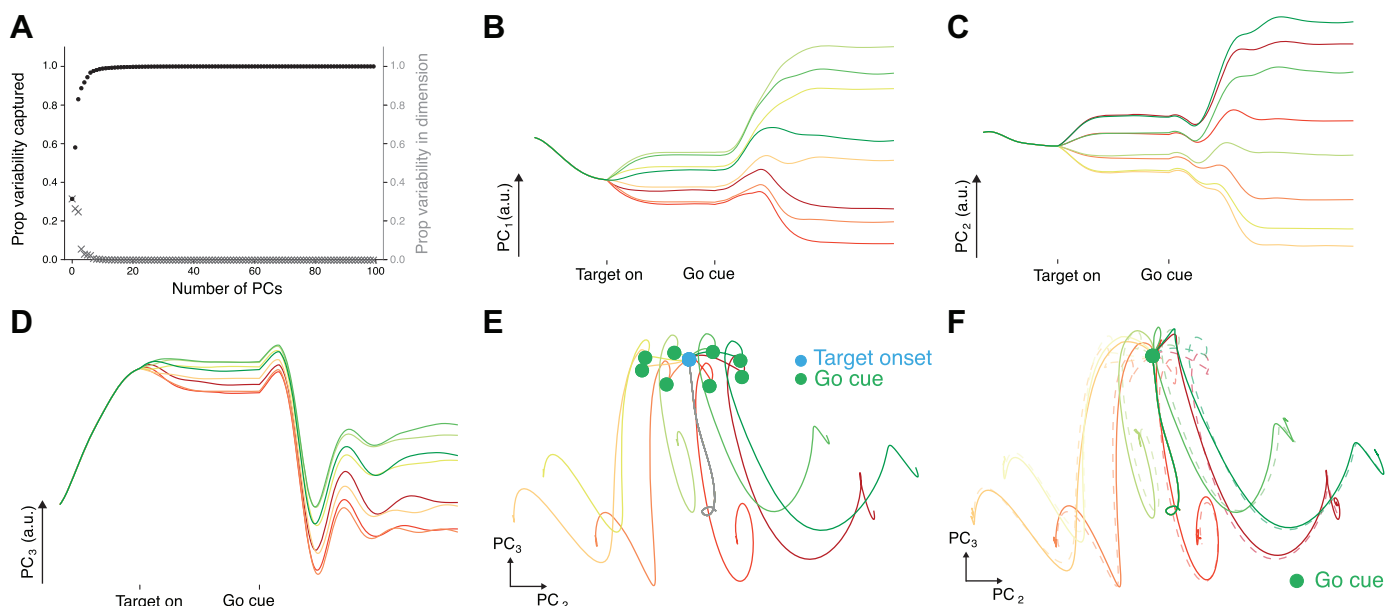 A
Prop variability captured
1.0
0.8
0.6
0.4
0.2
0.0
0
20
40
60
80
100
Number of PCs
1.0
0.8
0.6
0.4
0.2
0.0
Prop variability in dimension
B
PC1 (a.u.)
Target on
Go cue
C
PC2 (a.u.)
Target on
Go cue
D
PC3 (a.u.)
Target on
Go cue
E
Target onset
Go cue
PC3
PC2
F
PC3
PC2
Go cue